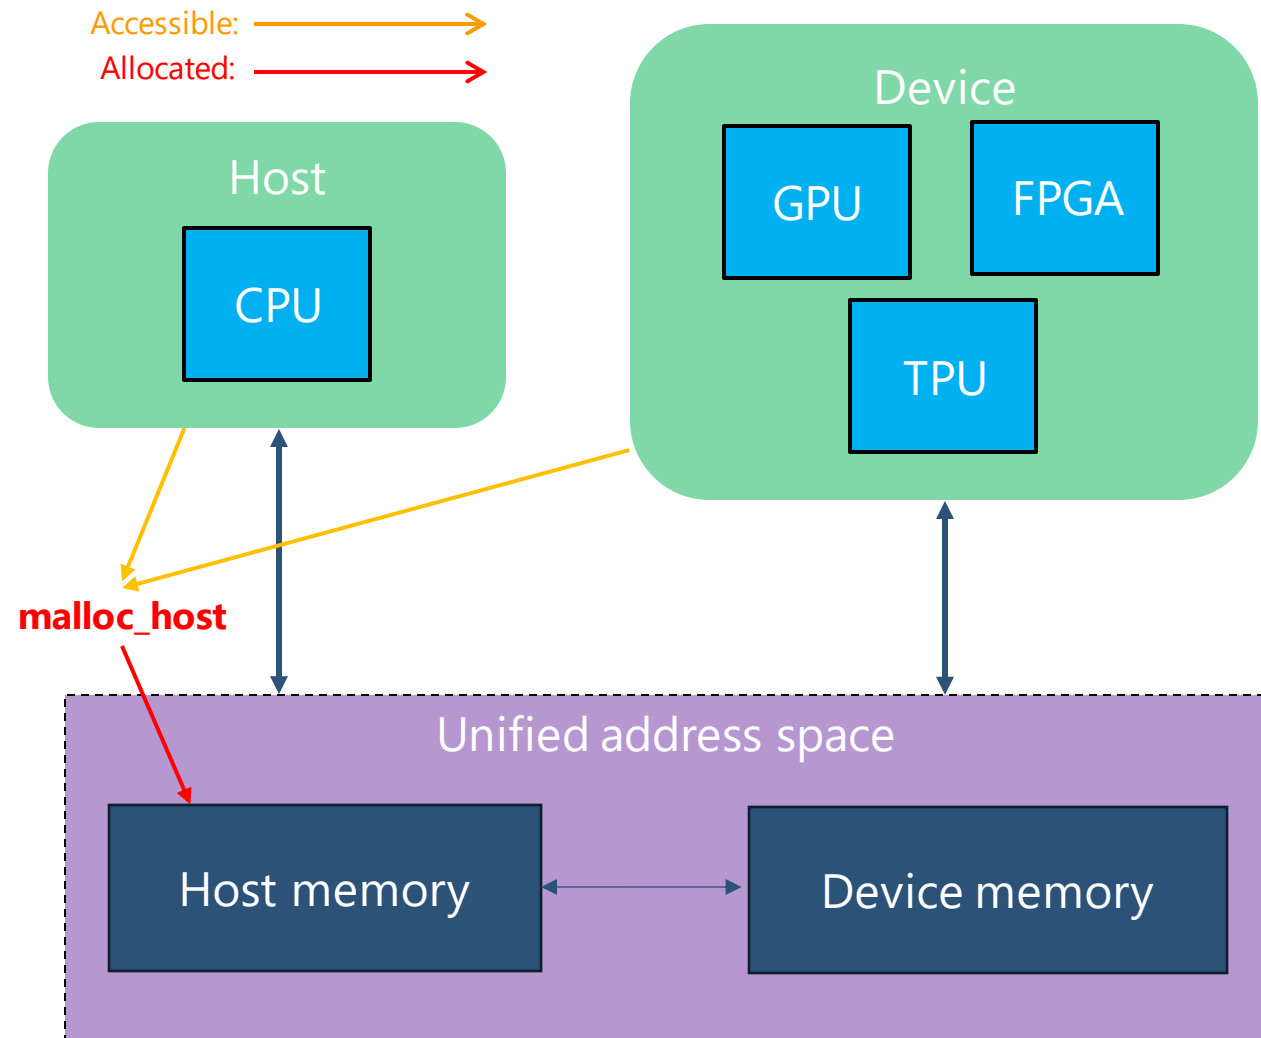 Accessible:
Allocated:
Device
Host
GPU
FPGA
CPU
TPU
malloc_host
Unified address space
Host memory
Device memory